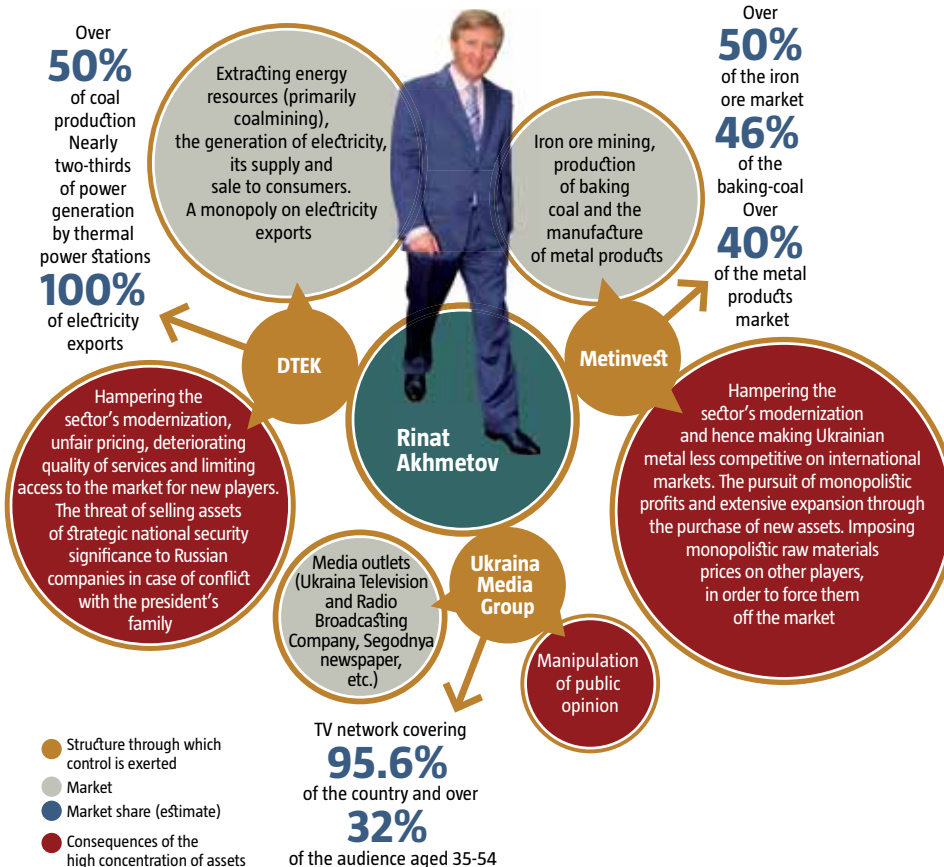 Over
50%
of coal
production
Nearly
two-thirds
of power
generation
by thermal
power stations
100%
of electricity
exports
Extracting energy
resources (primarily
coalmining),
the generation of electricity,
its supply and
sale to consumers.
A monopoly on electricity
exports
Iron ore mining,
production
of baking
coal and the
manufacture
of metal products
Over
50%
of the iron
ore market
46%
of the
baking-coal
Over
40%
of the metal
products
market
DTEK
Metinvest
Rinat
Akhmetov
Hampering the
sector's modernization,
unfair pricing, deteriorating
quality of services and limiting
access to the market for new players.
The threat of selling assets
of strategic national security
significance to Russian
companies in case of conflict
with the president's
family
Hampering the
sector's modernization
and hence making Ukrainian
metal less competitive on international
markets. The pursuit of monopolistic
profits and extensive expansion through
the purchase of new assets. Imposing
monopolistic raw materials
prices on other players,
in order to force them
off the market
Media outlets
(Ukraina Television
and Radio
Broadcasting
Company, Segodnya
newspaper,
etc.)
Ukraina
Media
Group
Manipulation
of public
opinion
TV network covering
95.6%
of the country and over
32%
of the audience aged 35-54
Structure through which
control is exerted
Market
Market share (estimate)
Consequences of the
high concentration of assets